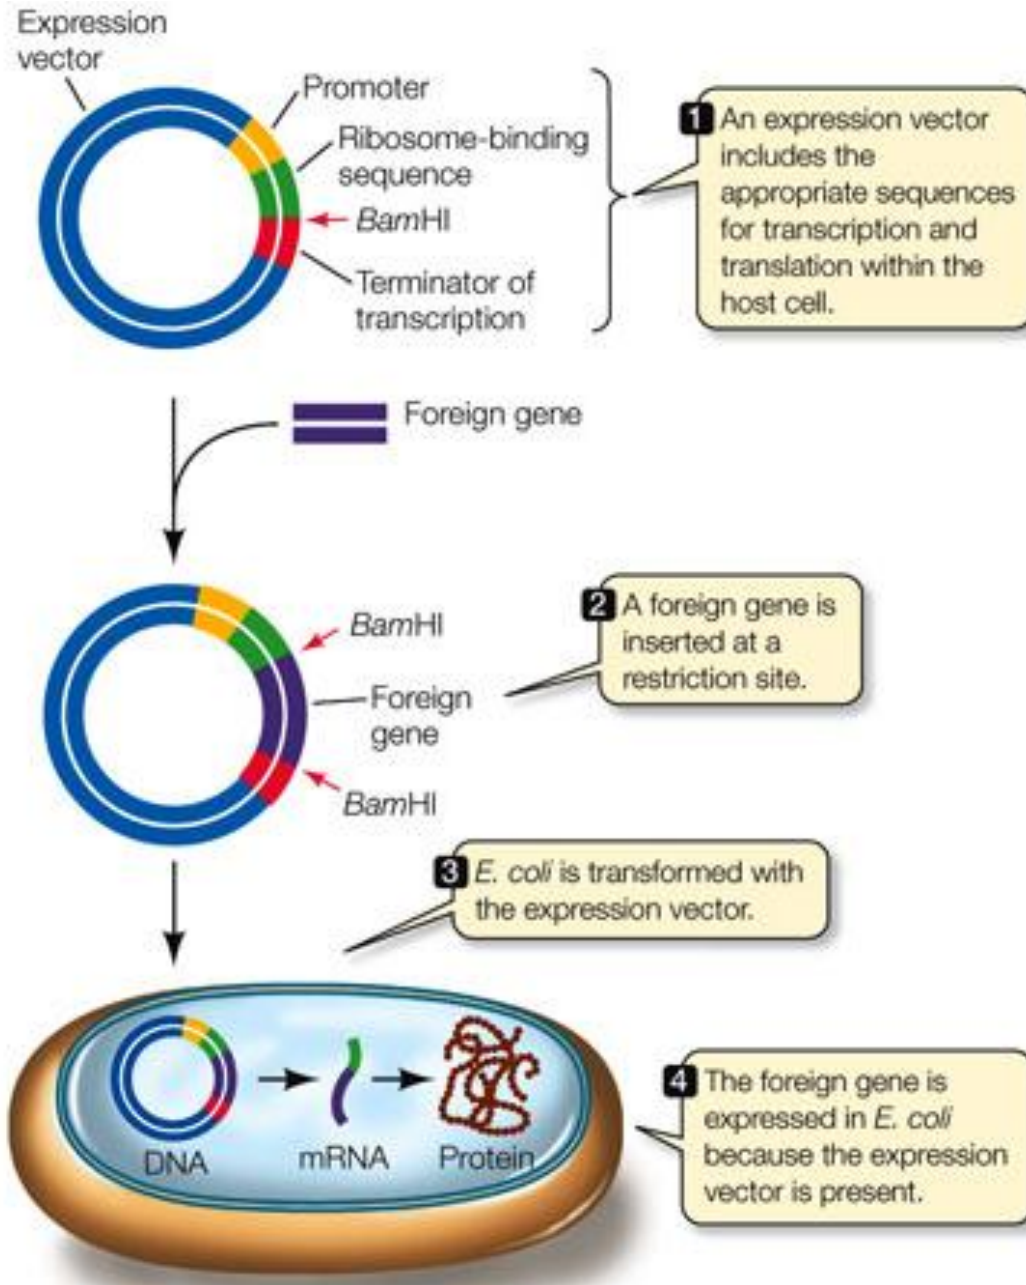 Expression
vector
Promoter
Ribosome-binding
sequence
BamHI
Terminator of
transcription
1 An expression vector
includes the
appropriate sequences
for transcription and
translation within the
host cell.
Foreign gene
BamHI
Foreign
gene
BamHI
2 A foreign gene is
inserted at a
restriction site.
3 E. coli is transformed with
the expression vector.
DNA
mRNA
Protein
4 The foreign gene is
expressed in E. coli
because the expression
vector is present.